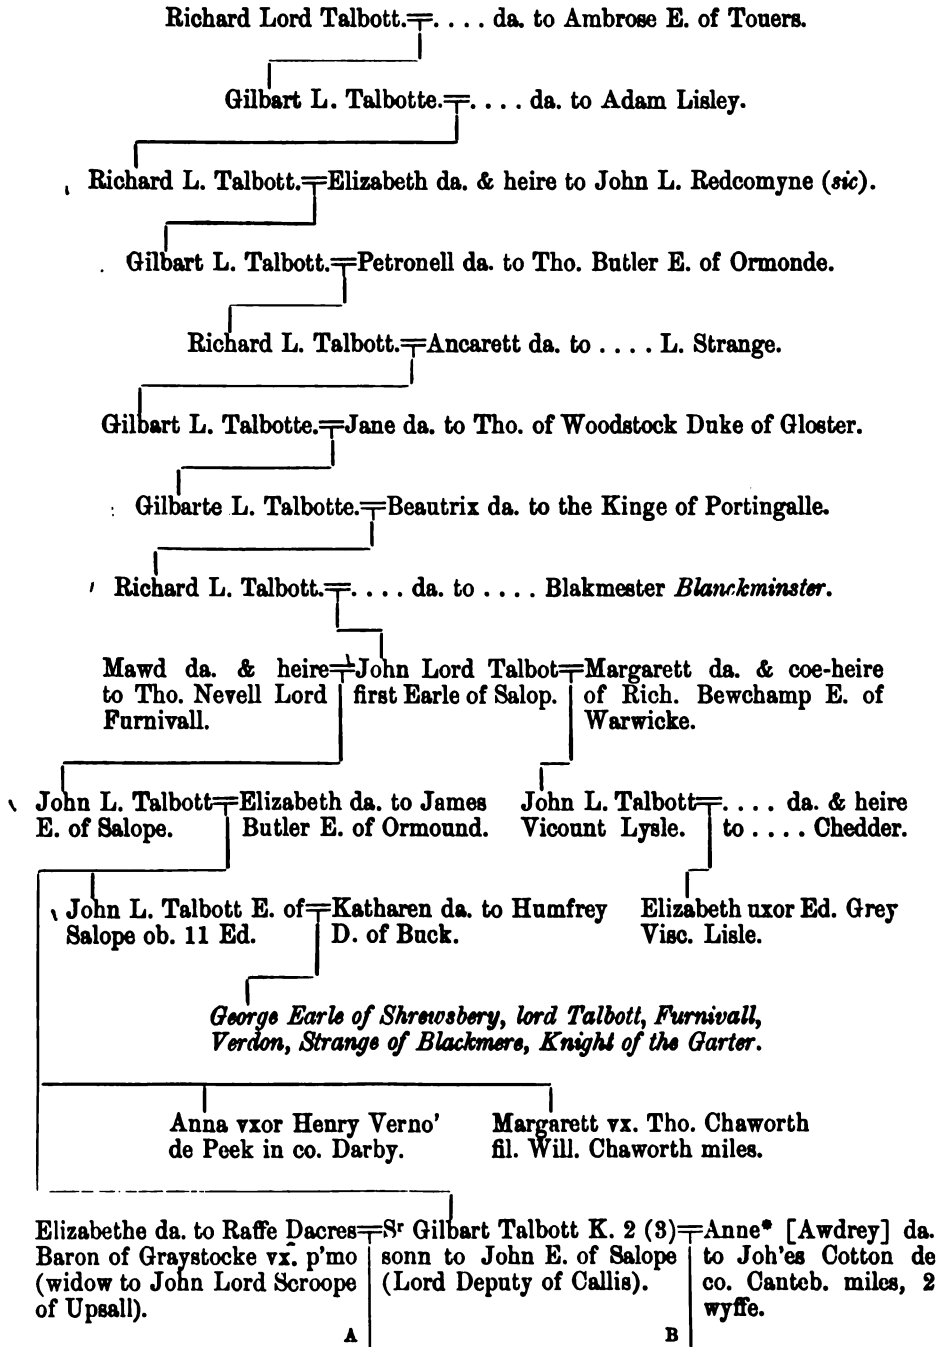 Richard Lord Talbott.=. . . . da. to Ambrose E. of Touers.
Gilbart L. Talbotte.=. . . . da. to Adam Lisley.
Richard L. Talbott.=Elizabeth da. & heire to John L. Redcomyne (sic).
Gilbart L. Talbott.=Petronell da. to Tho. Butler E. of Ormonde.
Richard L. Talbott.=Ancarett da. to . . . . L. Strange.
Gilbart L. Talbotte.=Jane da. to Tho. of Woodstock Duke of Gloster.
Gilbarte L. Talbotte.=Beautrix da. to the Kinge of Portingalle.
Richard L. Talbott.=. . . . da. to . . . . Blakmester Blanckminster.
Mawd da. & heire
to Tho. Nevell Lord
Furnivall.
=John Lord Talbot=
first Earle of Salop.
Margarett da. & coe-heire
of Rich. Bewchamp E. of
Warwicke.
John L. Talbott=
E. of Salope.
Elizabeth da. to James
Butler E. of Ormound.
John L. Talbott=
Vicount Lysle.
. . . . da. & heire
to . . . . Chedder.
John L. Talbott E. of=
Salope ob. 11 Ed.
Katharen da. to Humfrey
D. of Buck.
Elizabeth uxor Ed. Grey
Visc. Lisle.
George Earle of Shrewsbery, lord Talbott, Furnivall,
Verdon, Strange of Blackmere, Knight of the Garter.
Anna vxor Henry Verno'
de Peek in co. Darby.
Margarett vx. Tho. Chaworth
fil. Will. Chaworth miles.
Elizabethe da. to Raffe Dacres
Baron of Graystocke vx. p'mo
(widow to John Lord Scroope
of Upsall).
=Sr Gilbart Talbott K. 2 (3)=
sonn to John E. of Salope
(Lord Deputy of Callis).
Anne* [Awdrey] da.
to Joh'es Cotton de
co. Canteb. miles, 2
wyffe.
A
B